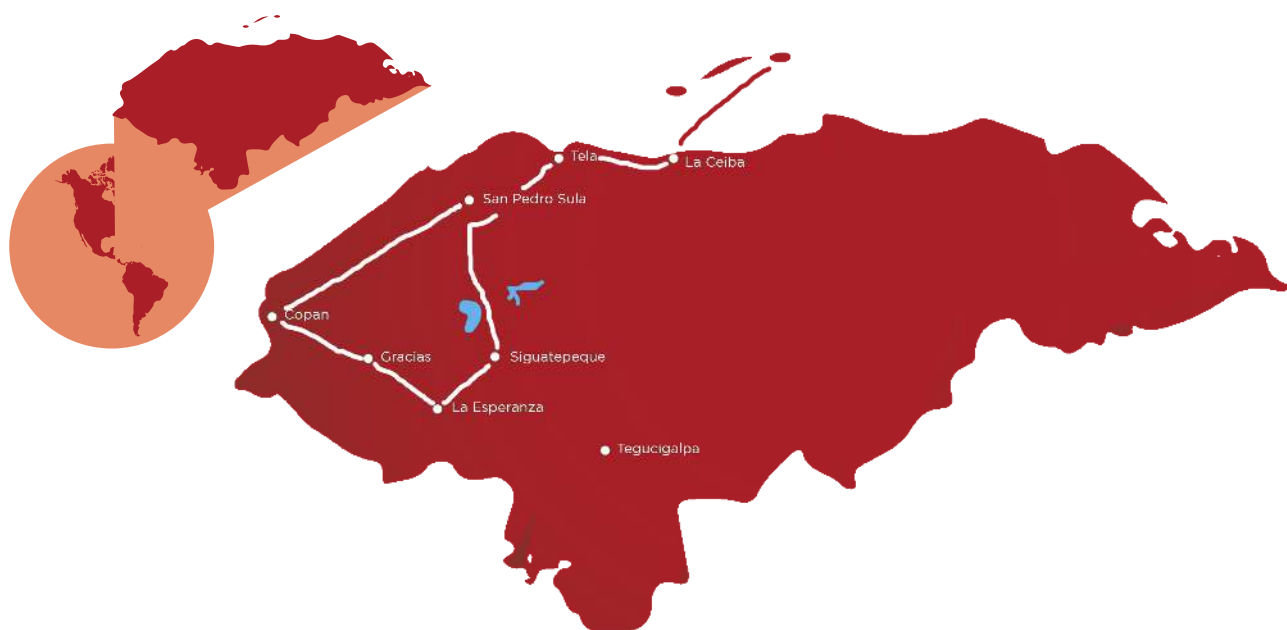 Tela
La Ceiba
San Pedro Sula
Copan
Gracias
Siguatepeque
La Esperanza
Tegucigalpa